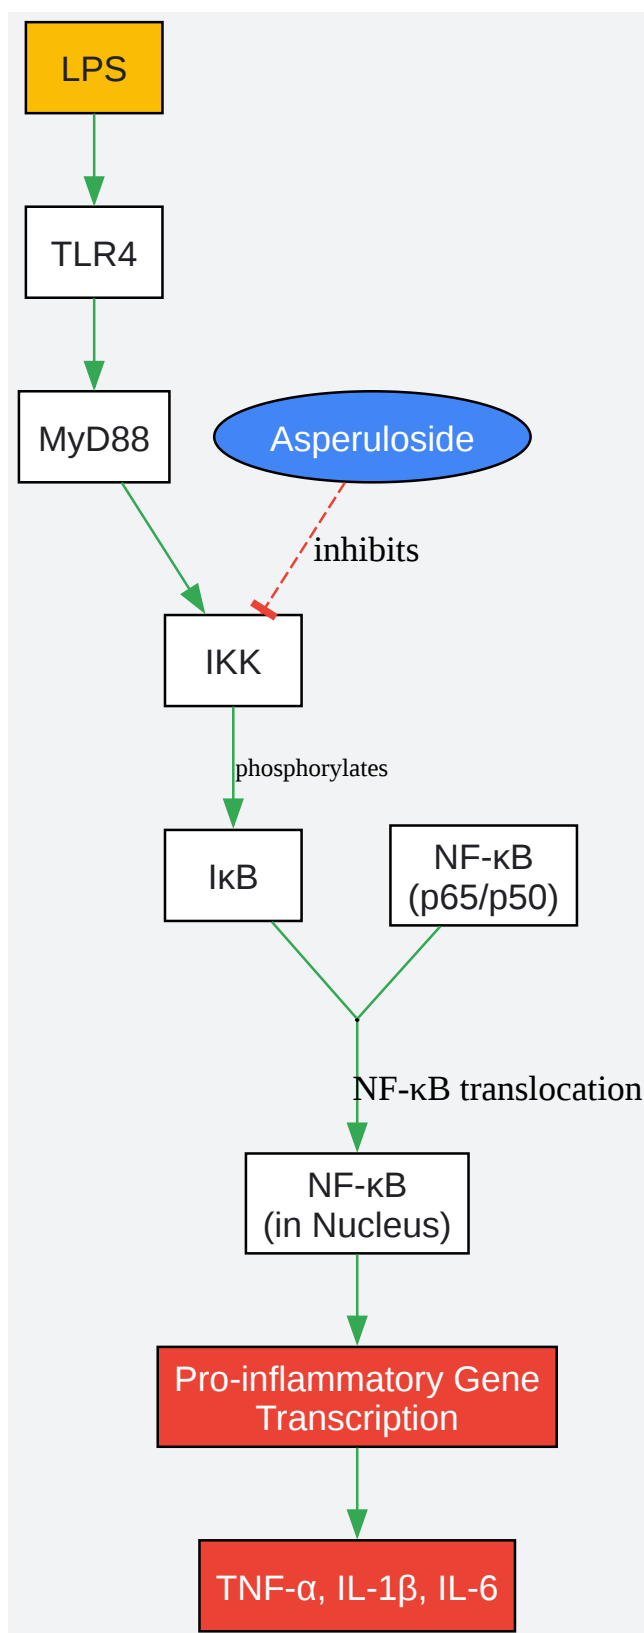 LPS
TLR4
MyD88
Asperuloside
inhibits
IKK
phosphorylates
IκB
NF-κB
(p65/p50)
NF-κB translocation
NF-κB
(in Nucleus)
Pro-inflammatory Gene
Transcription
TNF-α, IL-1β, IL-6